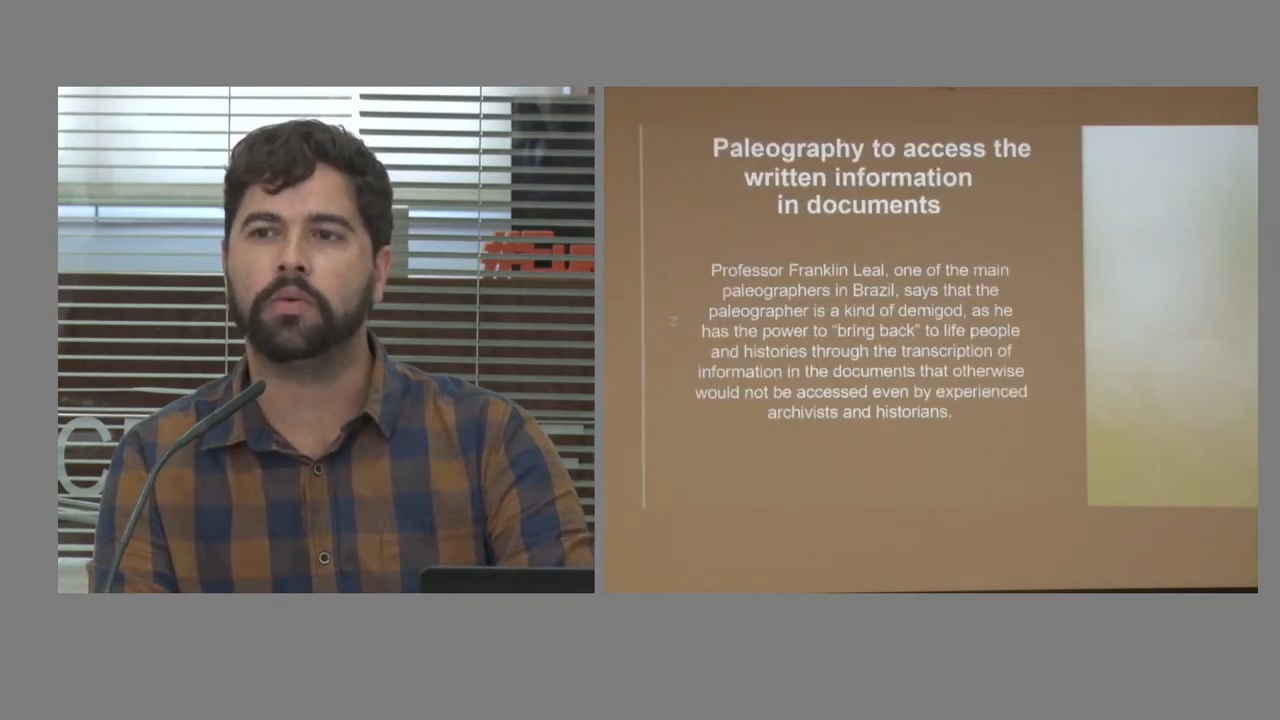 Paleography to access the
written information
in documents
Professor Franklin Leal, one of the main
paleographers in Brazil, says that the
paleographer is a kind of demigod, as he
has the power to “bring back” to life people
and histories through the transcription of
information in the documents that otherwise
would not be accessed even by experienced
archivists and historians.